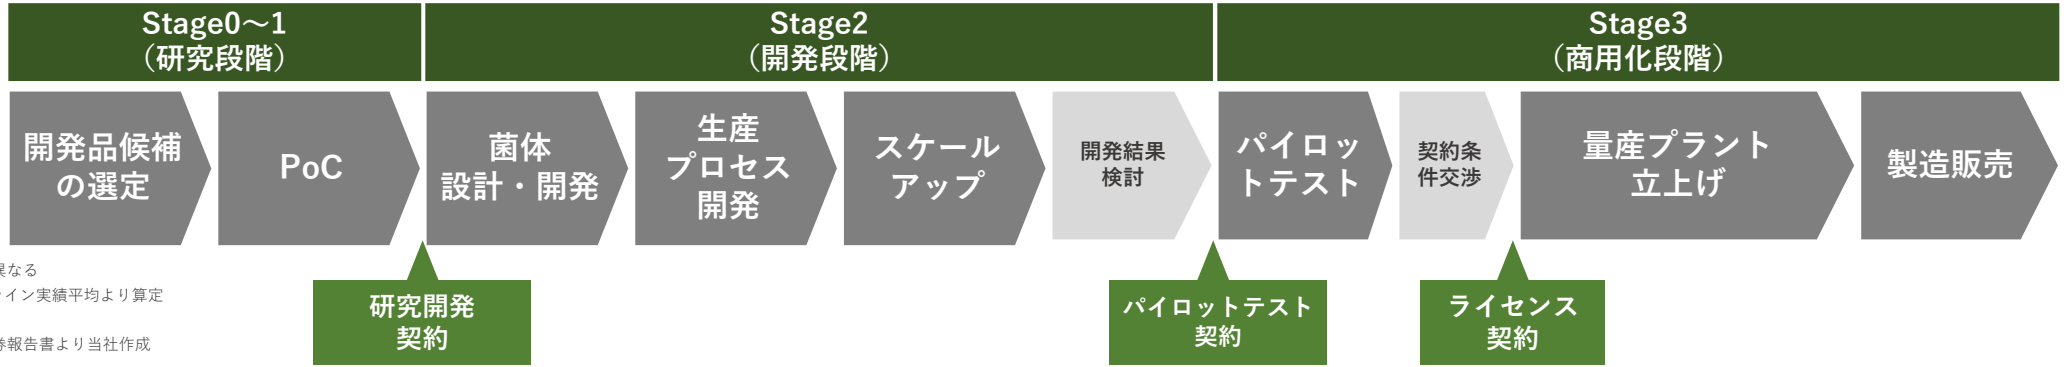 Stage0～1
（研究段階）
Stage2
（開発段階）
Stage3
（商用化段階）
開発品候補
の選定
PoC
菌体
設計・開発
生産
プロセス
開発
スケール
アップ
開発結果
検討
パイロッ
トテスト
契約条
件交渉
量産プラント
立上げ
製造販売
研究開発
契約
パイロットテスト
契約
ライセンス
契約
異なる
イン実績平均より算定
券報告書より当社作成